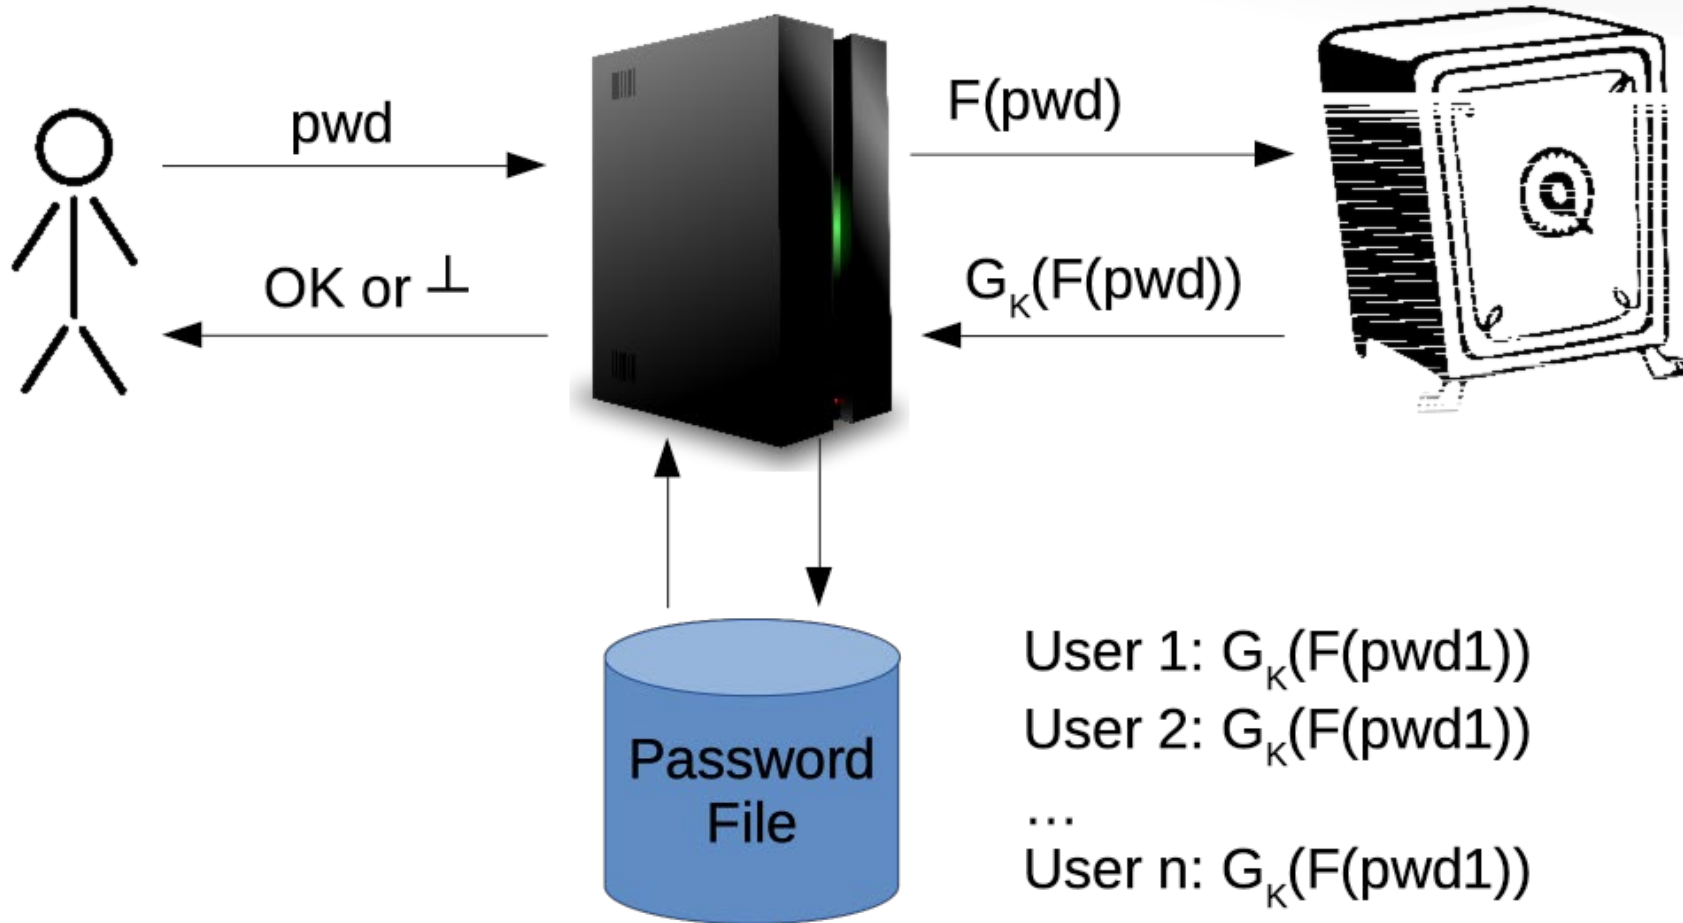 pwd
OK or ⊥
F(pwd)
G_K(F(pwd))
Password
File
User 1: G_K(F(pwd1))
User 2: G_K(F(pwd1))
...
User n: G_K(F(pwd1))